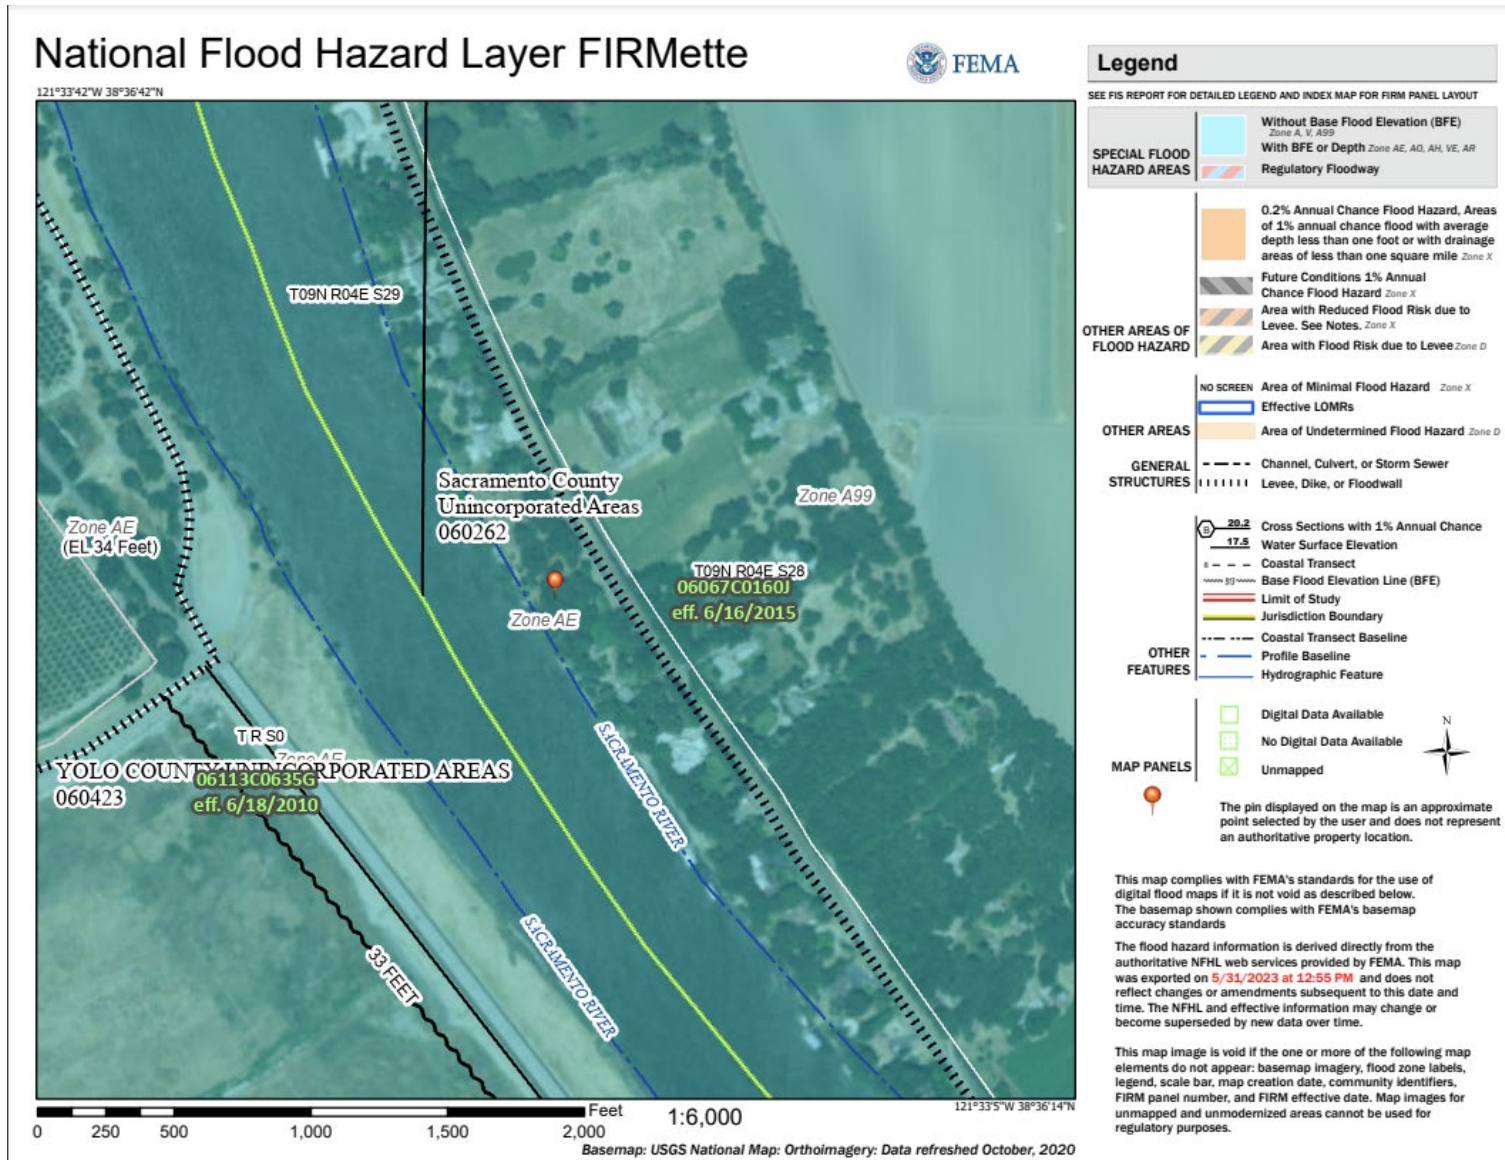 National Flood Hazard Layer FIRMette
FEMA
121°33'42"W 38°36'42"N
T09N R04E S29
Sacramento County
Unincorporated Areas
060262
Zone A99
Zone AE
(EL 34 Feet)
T09N R04E S28
06067C0160J
eff. 6/16/2015
Zone AE
T R S0
Zone AE
YOLO COUNTY UNINCORPORATED AREAS
060423
06113C0635G
eff. 6/18/2010
SACRAMENTO RIVER
SACRAMENTO RIVER
33 FEET
121°33'5"W 38°36'14"N
0 250 500 1,000 1,500 2,000
Feet
1:6,000
Basemap: USGS National Map: Orthoimagery: Data refreshed October, 2020
Legend
SEE FIS REPORT FOR DETAILED LEGEND AND INDEX MAP FOR FIRM PANEL LAYOUT
SPECIAL FLOOD
HAZARD AREAS
Without Base Flood Elevation (BFE)
Zone A, V, A99
With BFE or Depth Zone AE, AO, AH, VE, AR
Regulatory Floodway
OTHER AREAS OF
FLOOD HAZARD
0.2% Annual Chance Flood Hazard, Areas
of 1% annual chance flood with average
depth less than one foot or with drainage
areas of less than one square mile Zone X
Future Conditions 1% Annual
Chance Flood Hazard Zone X
Area with Reduced Flood Risk due to
Levee. See Notes. Zone X
Area with Flood Risk due to Levee Zone D
OTHER AREAS
NO SCREEN Area of Minimal Flood Hazard Zone X
Effective LOMRs
Area of Undetermined Flood Hazard Zone D
GENERAL
STRUCTURES
Channel, Culvert, or Storm Sewer
Levee, Dike, or Floodwall
OTHER
FEATURES
B 20.2 Cross Sections with 1% Annual Chance
17.5 Water Surface Elevation
8 Coastal Transect
513 Base Flood Elevation Line (BFE)
Limit of Study
Jurisdiction Boundary
Coastal Transect Baseline
Profile Baseline
Hydrographic Feature
MAP PANELS
Digital Data Available
No Digital Data Available
Unmapped
N
The pin displayed on the map is an approximate
point selected by the user and does not represent
an authoritative property location.
This map complies with FEMA's standards for the use of
digital flood maps if it is not void as described below.
The basemap shown complies with FEMA's basemap
accuracy standards
The flood hazard information is derived directly from the
authoritative NFHL web services provided by FEMA. This map
was exported on 5/31/2023 at 12:55 PM and does not
reflect changes or amendments subsequent to this date and
time. The NFHL and effective information may change or
become superseded by new data over time.
This map image is void if the one or more of the following map
elements do not appear: basemap imagery, flood zone labels,
legend, scale bar, map creation date, community identifiers,
FIRM panel number, and FIRM effective date. Map images for
unmapped and unmodernized areas cannot be used for
regulatory purposes.